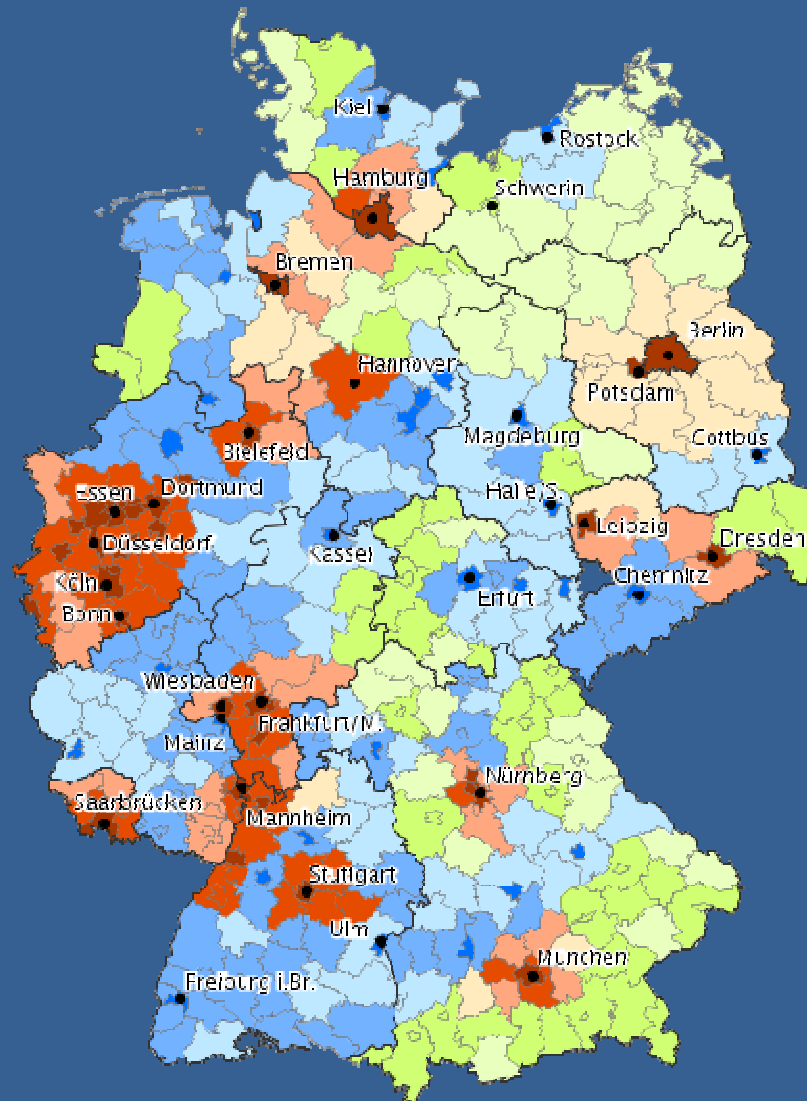 Kiel
Rostock
Hamburg
Schwerin
Bremen
Berlin
Hannover
Potsdam
Magdeburg
Cottbus
Bielefeld
Essen
Dortmund
Halle/S.
Leipzig
Düsseldorf
Dresden
Kassel
Köln
Chemnitz
Erfurt
Bonn
Wiesbaden
Frankfurt/M.
Mainz
Nürnberg
Saarbrücken
Mannheim
Stuttgart
Ulm
München
Freiburg i.Br.